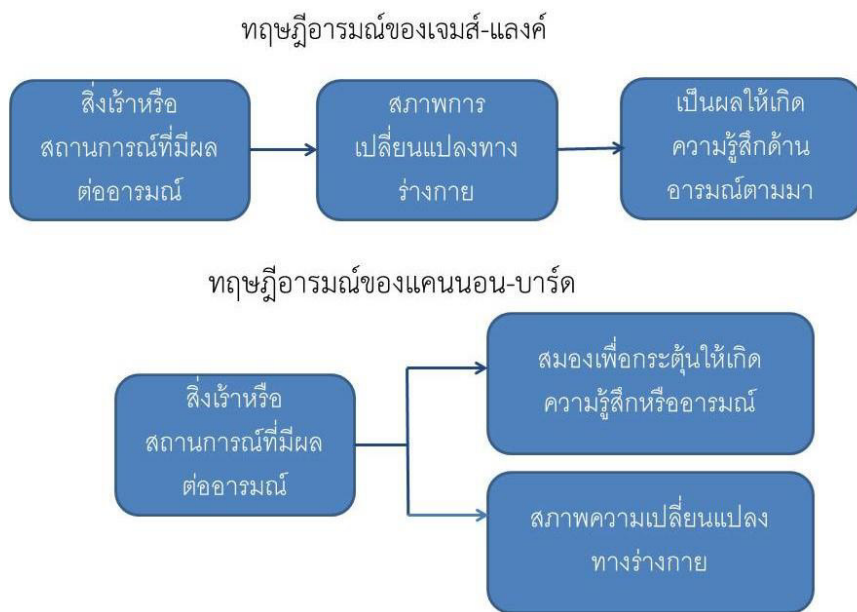 ทฤษฎีอารมณ์ของเจมส์-แลงค์
สิ่งเร้าหรือ
สถานการณ์ที่มีผล
ต่ออารมณ์
สภาพการ
เปลี่ยนแปลงทาง
ร่างกาย
เป็นผลให้เกิด
ความรู้สึกด้าน
อารมณ์ตามมา
ทฤษฎีอารมณ์ของแคนนอน-บาร์ด
สิ่งเร้าหรือ
สถานการณ์ที่มีผล
ต่ออารมณ์
สมองเพื่อกระตุ้นให้เกิด
ความรู้สึกหรืออารมณ์
สภาพความเปลี่ยนแปลง
ทางร่างกาย